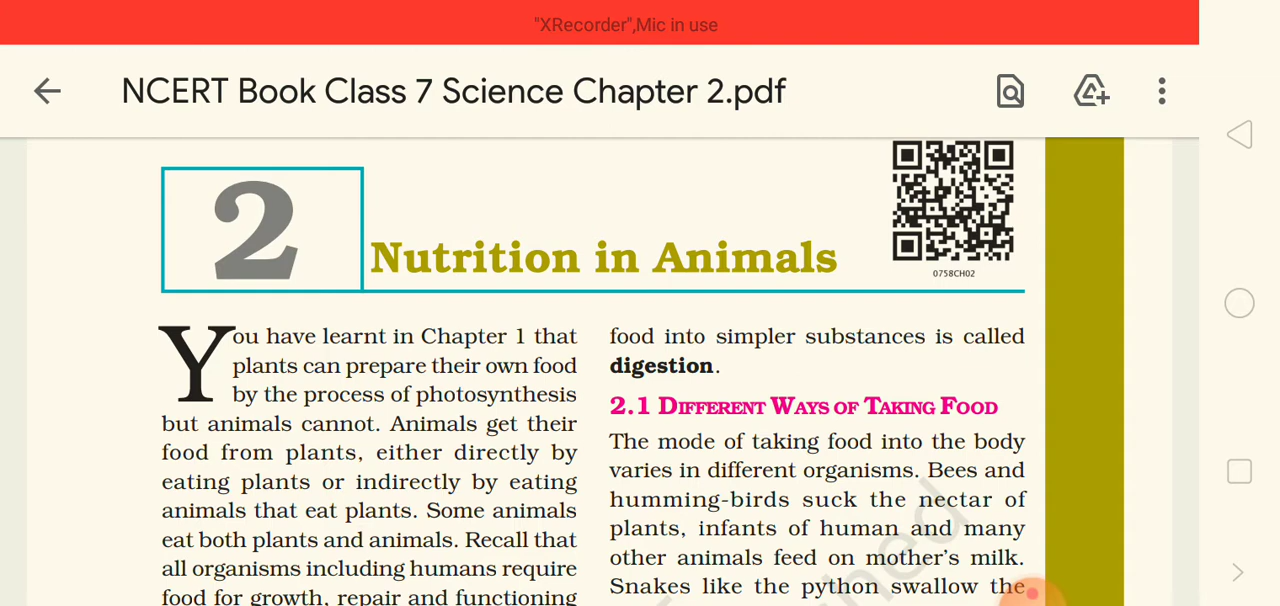 "XRecorder",Mic in use
NCERT Book Class 7 Science Chapter 2.pdf
2
Nutrition in Animals
0758CH02
You have learnt in Chapter 1 that
plants can prepare their own food
by the process of photosynthesis
but animals cannot. Animals get their
food from plants, either directly by
eating plants or indirectly by eating
animals that eat plants. Some animals
eat both plants and animals. Recall that
all organisms including humans require
food for growth, repair and functioning
food into simpler substances is called
digestion.
2.1 DIFFERENT WAYS OF TAKING FOOD
The mode of taking food into the body
varies in different organisms. Bees and
humming-birds suck the nectar of
plants, infants of human and many
other animals feed on mother's milk.
Snakes like the python swallow the